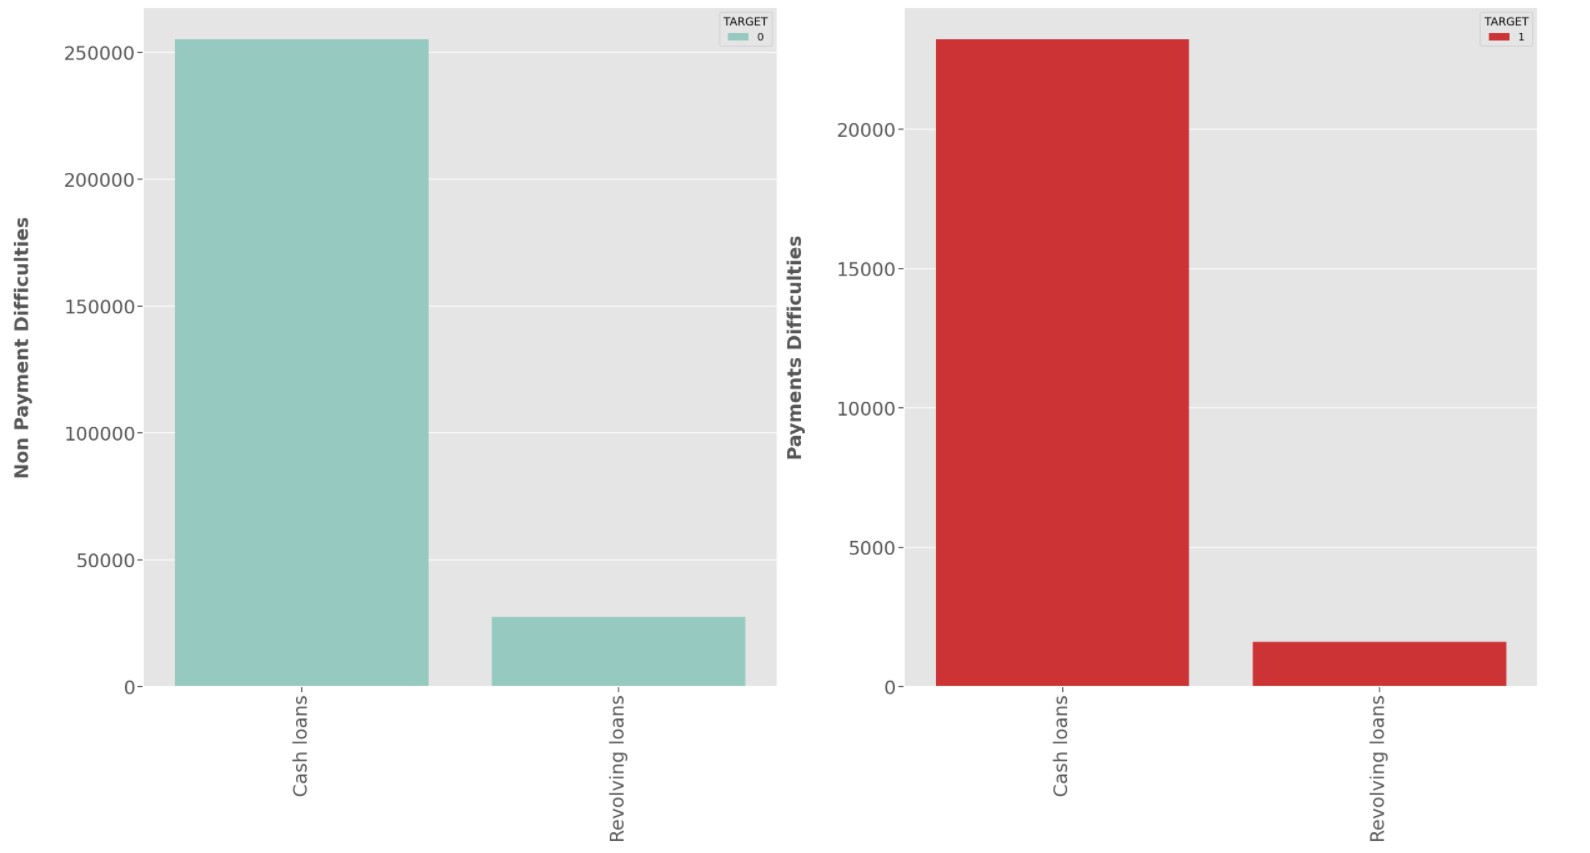 Non Payment Difficulties
250000
200000
150000
100000
50000
0
TARGET
0
Cash loans
Revolving loans
Payments Difficulties
20000
15000
10000
5000
0
TARGET
1
Cash loans
Revolving loans